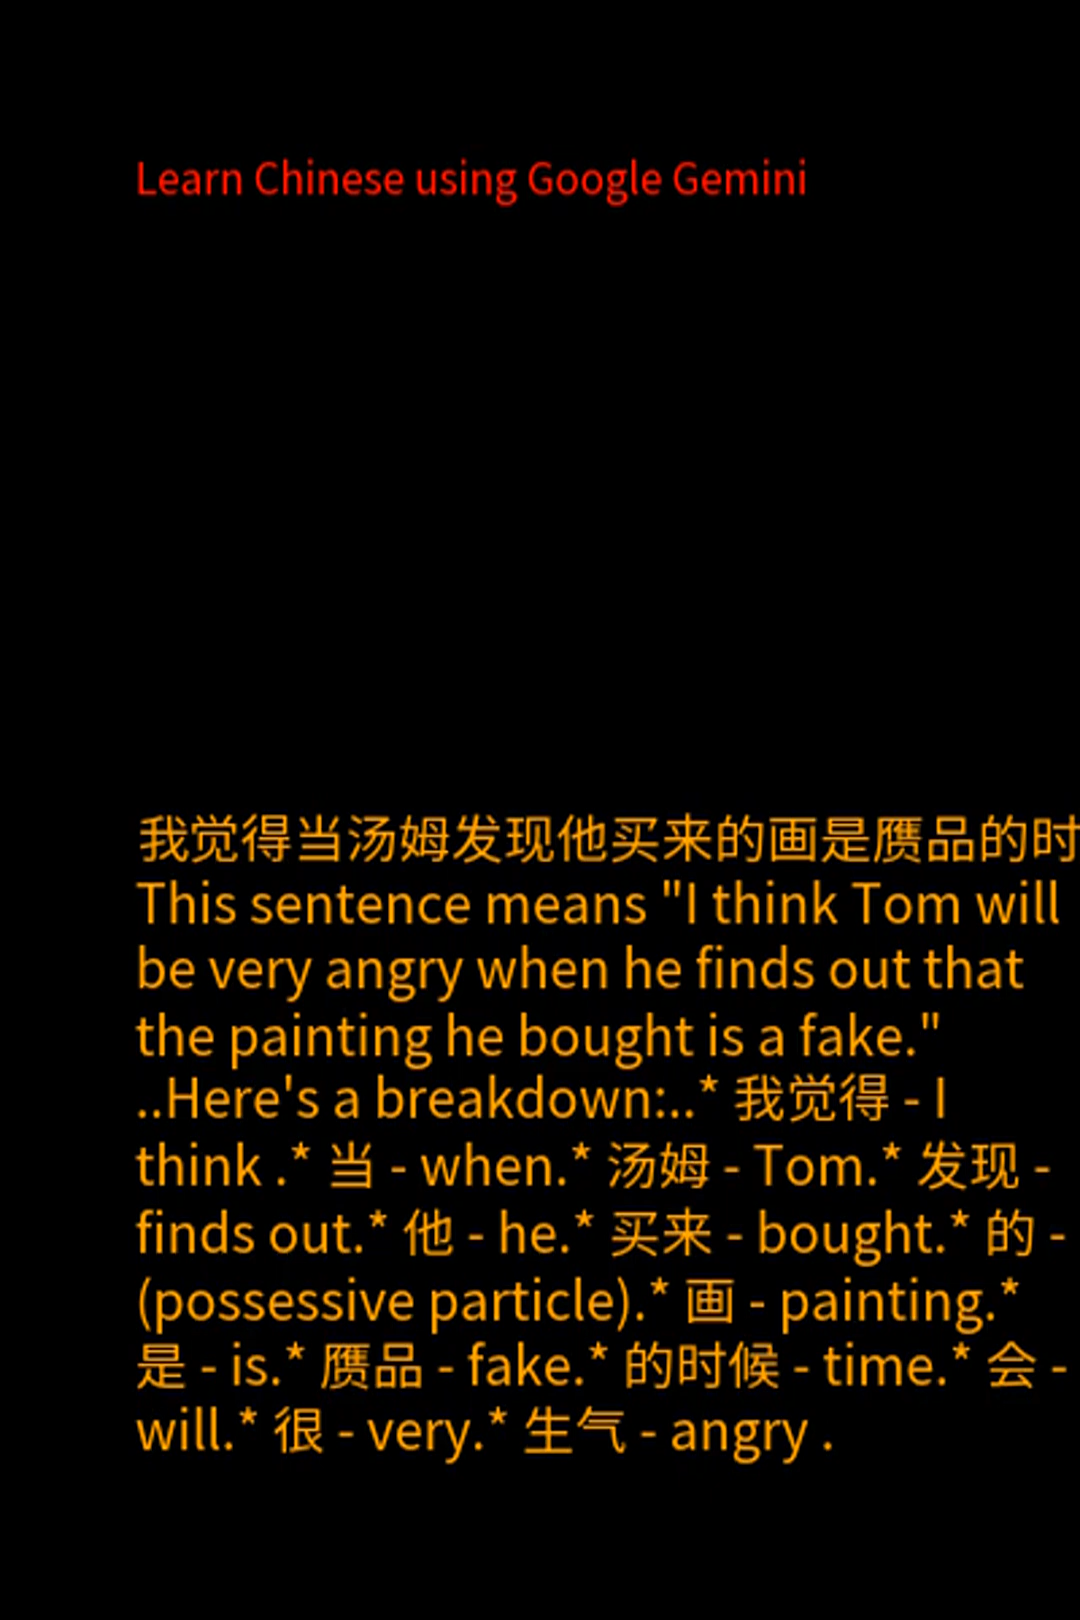 Learn Chinese using Google Gemini
我觉得当汤姆发现他买来的画是赝品的时
This sentence means "I think Tom will
be very angry when he finds out that
the painting he bought is a fake."
..Here's a breakdown:..* 我觉得 - I
think .* 当 - when.* 汤姆 - Tom.* 发现 -
finds out.* 他 - he.* 买来 - bought.* 的 -
(possessive particle).* 画 - painting.*
是 - is.* 赝品 - fake.* 的时候 - time.* 会 -
will.* 很 - very.* 生气 - angry .